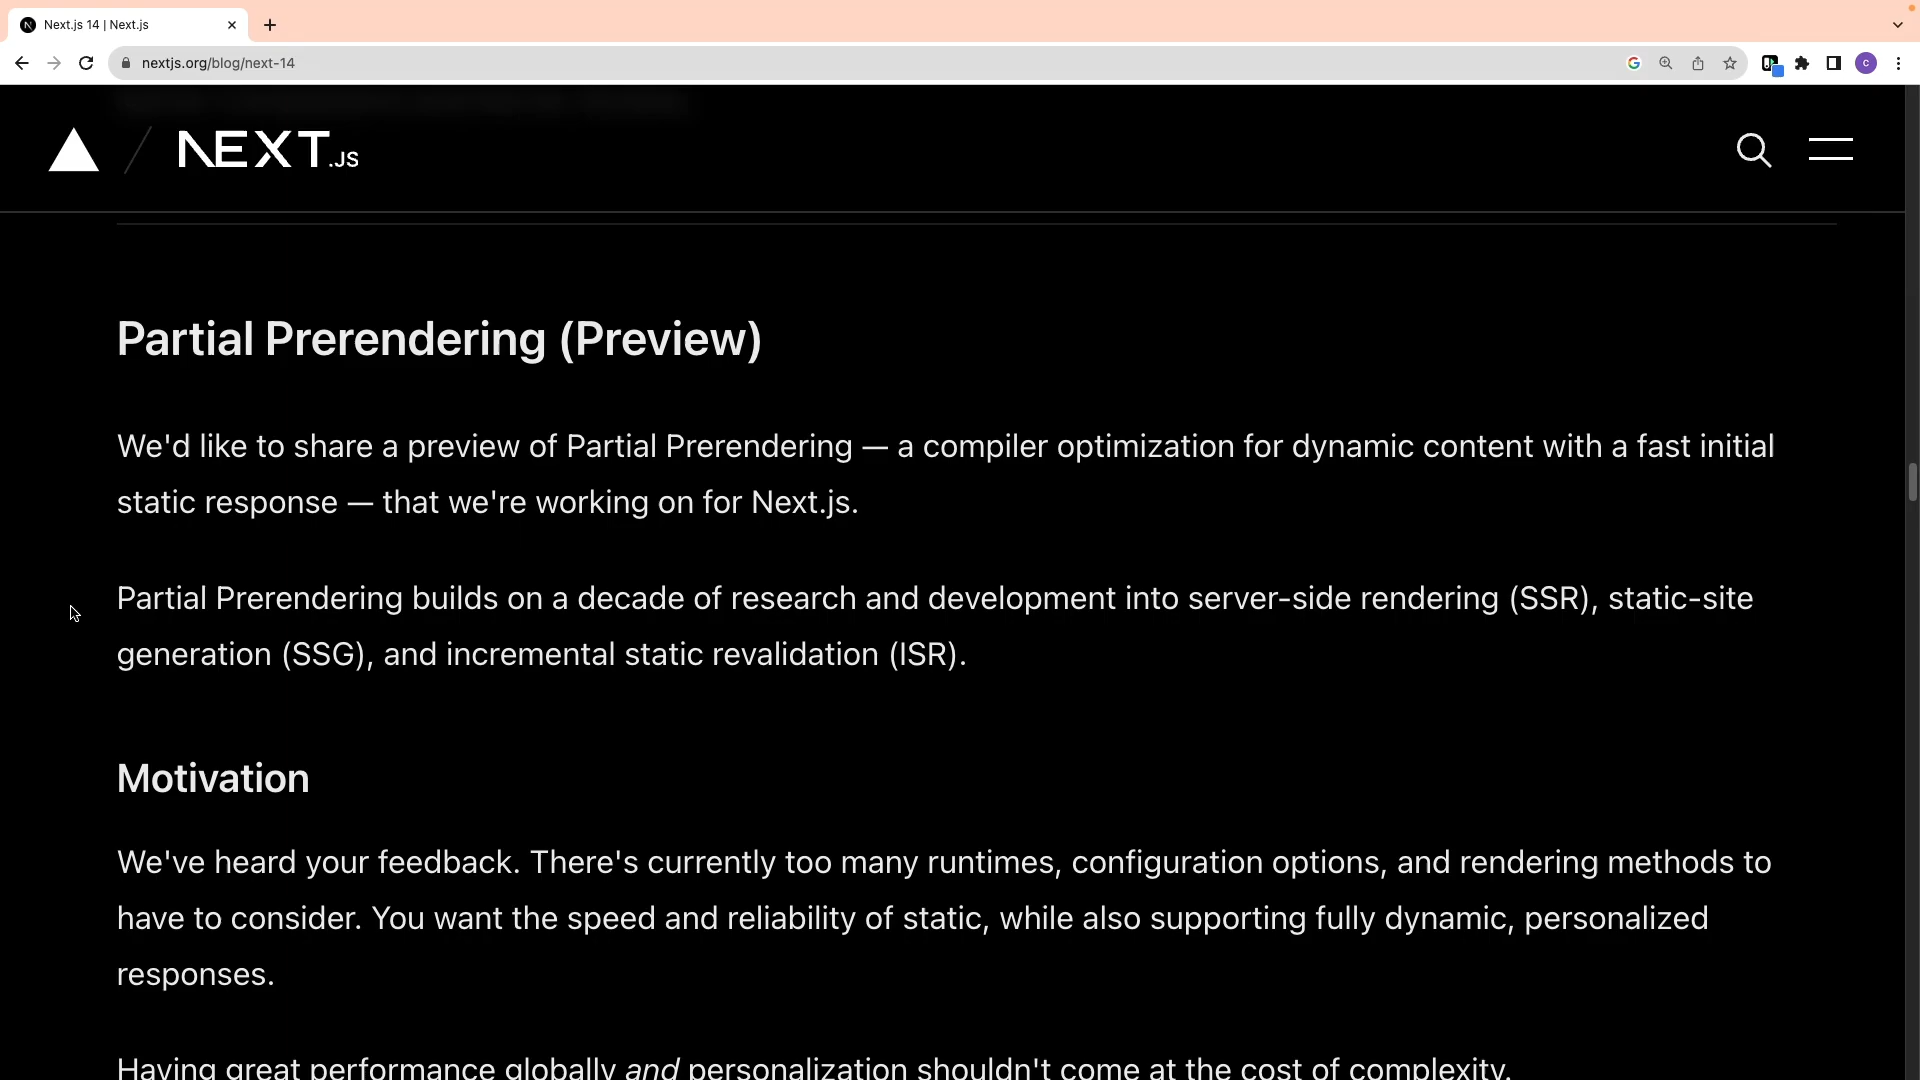 Next.js 14 | Next.js
nextjs.org/blog/next-14
C
NEXT.JS
Partial Prerendering (Preview)
We'd like to share a preview of Partial Prerendering — a compiler optimization for dynamic content with a fast initial
static response — that we're working on for Next.js.
Partial Prerendering builds on a decade of research and development into server-side rendering (SSR), static-site
generation (SSG), and incremental static revalidation (ISR).
Motivation
We've heard your feedback. There's currently too many runtimes, configuration options, and rendering methods to
have to consider. You want the speed and reliability of static, while also supporting fully dynamic, personalized
responses.
Having great performance globally and personalization shouldn't come at the cost of complexity.